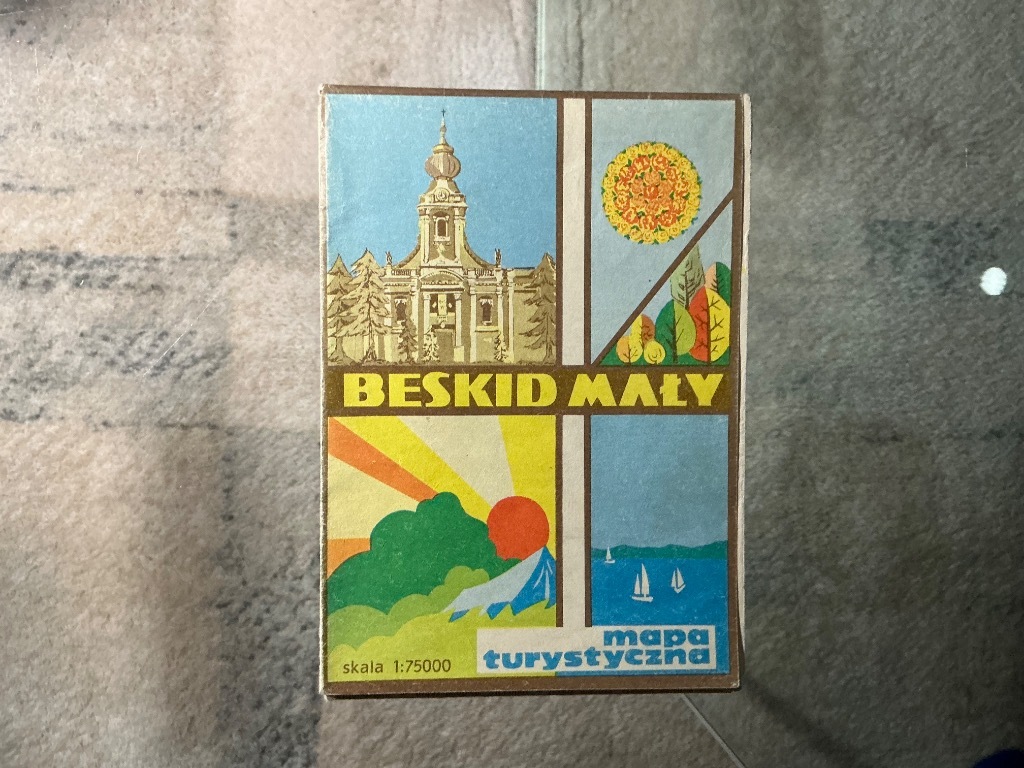 BESKID MAŁY
mapa
turystyczna
skala 1:75000